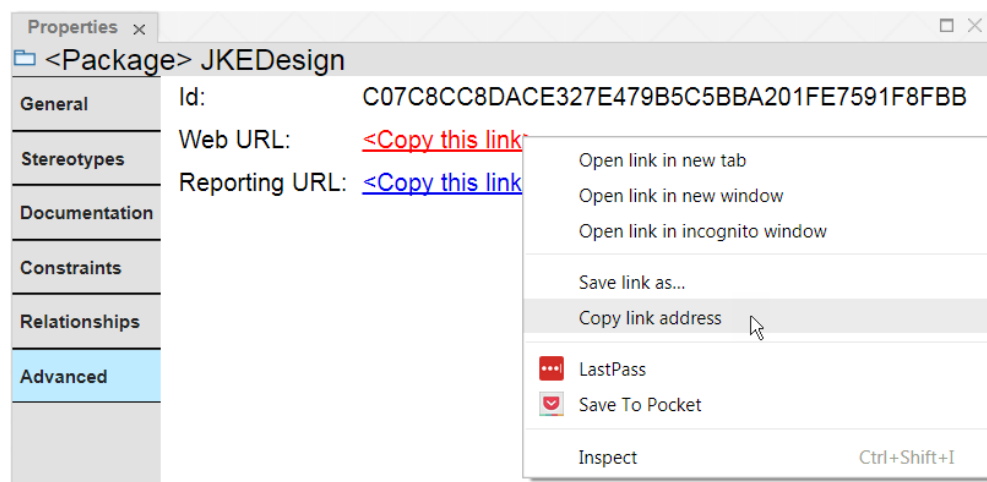 Properties ×
<Package> JKEDesign
General
Stereotypes
Documentation
Constraints
Relationships
Advanced
Id: C07C8CC8DACE327E479B5C5BBA201FE7591F8FBB
Web URL: <Copy this link>
Reporting URL: <Copy this link
Open link in new tab
Open link in new window
Open link in incognito window
Save link as...
Copy link address
LastPass
Save To Pocket
Inspect Ctrl+Shift+I